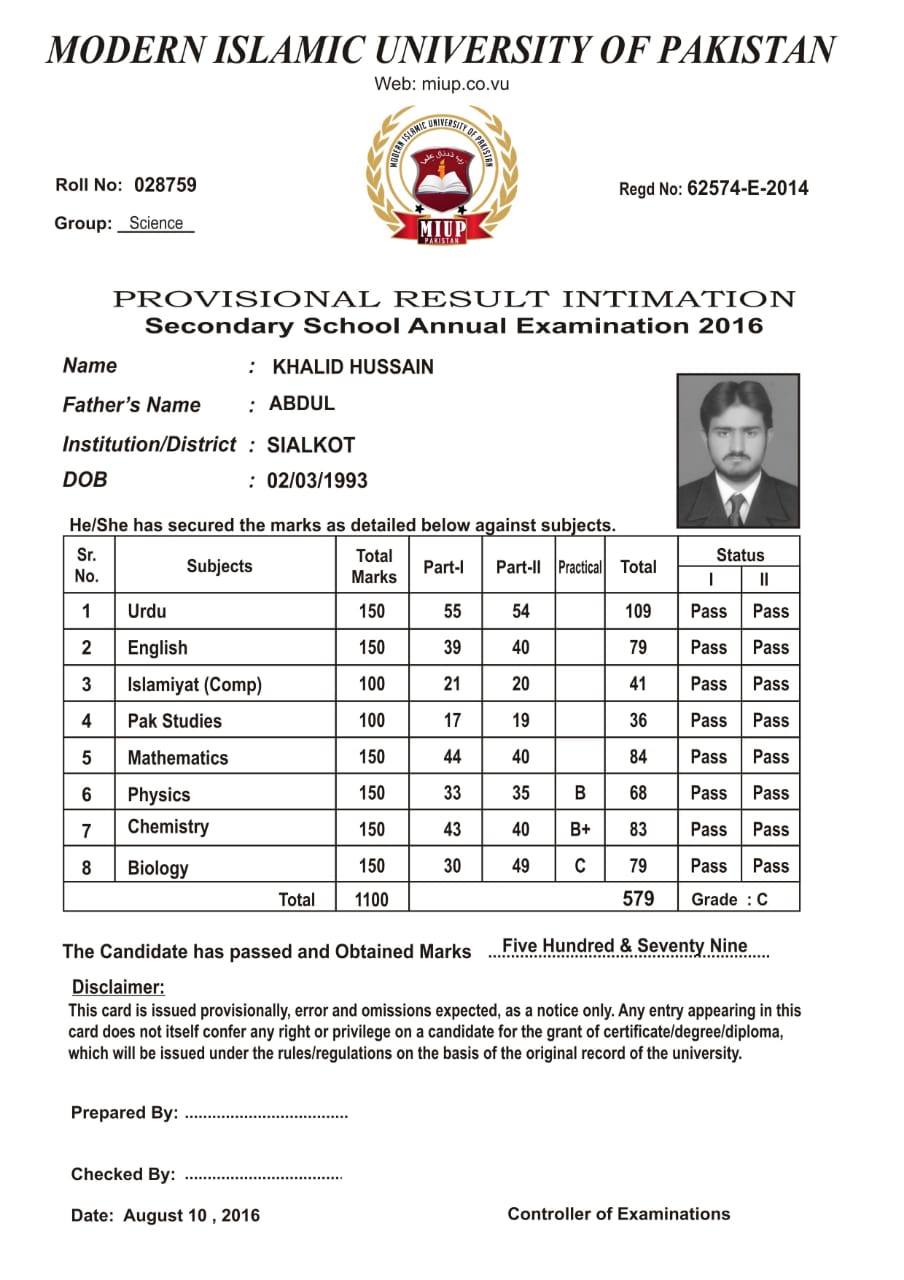 MODERN ISLAMIC UNIVERSITY OF PAKISTAN
Web: miup.co.vu
MODERN ISLAMIC UNIVERSITY OF PAKISTAN
MIUP
PAKISTAN
Roll No: 028759
Regd No: 62574-E-2014
Group: Science
PROVISIONAL RESULT INTIMATION
Secondary School Annual Examination 2016
Name : KHALID HUSSAIN
Father's Name : ABDUL
Institution/District : SIALKOT
DOB : 02/03/1993
He/She has secured the marks as detailed below against subjects.
Sr. No. Subjects Total Marks Part-I Part-II Practical Total Status I II
1 Urdu 150 55 54 109 Pass Pass
2 English 150 39 40 79 Pass Pass
3 Islamiyat (Comp) 100 21 20 41 Pass Pass
4 Pak Studies 100 17 19 36 Pass Pass
5 Mathematics 150 44 40 84 Pass Pass
6 Physics 150 33 35 B 68 Pass Pass
7 Chemistry 150 43 40 B+ 83 Pass Pass
8 Biology 150 30 49 C 79 Pass Pass
Total 1100 579 Grade : C
The Candidate has passed and Obtained Marks Five Hundred & Seventy Nine
Disclaimer:
This card is issued provisionally, error and omissions expected, as a notice only. Any entry appearing in this
card does not itself confer any right or privilege on a candidate for the grant of certificate/degree/diploma,
which will be issued under the rules/regulations on the basis of the original record of the university.
Prepared By: ....................................
Checked By: ...................................
Date: August 10 , 2016
Controller of Examinations